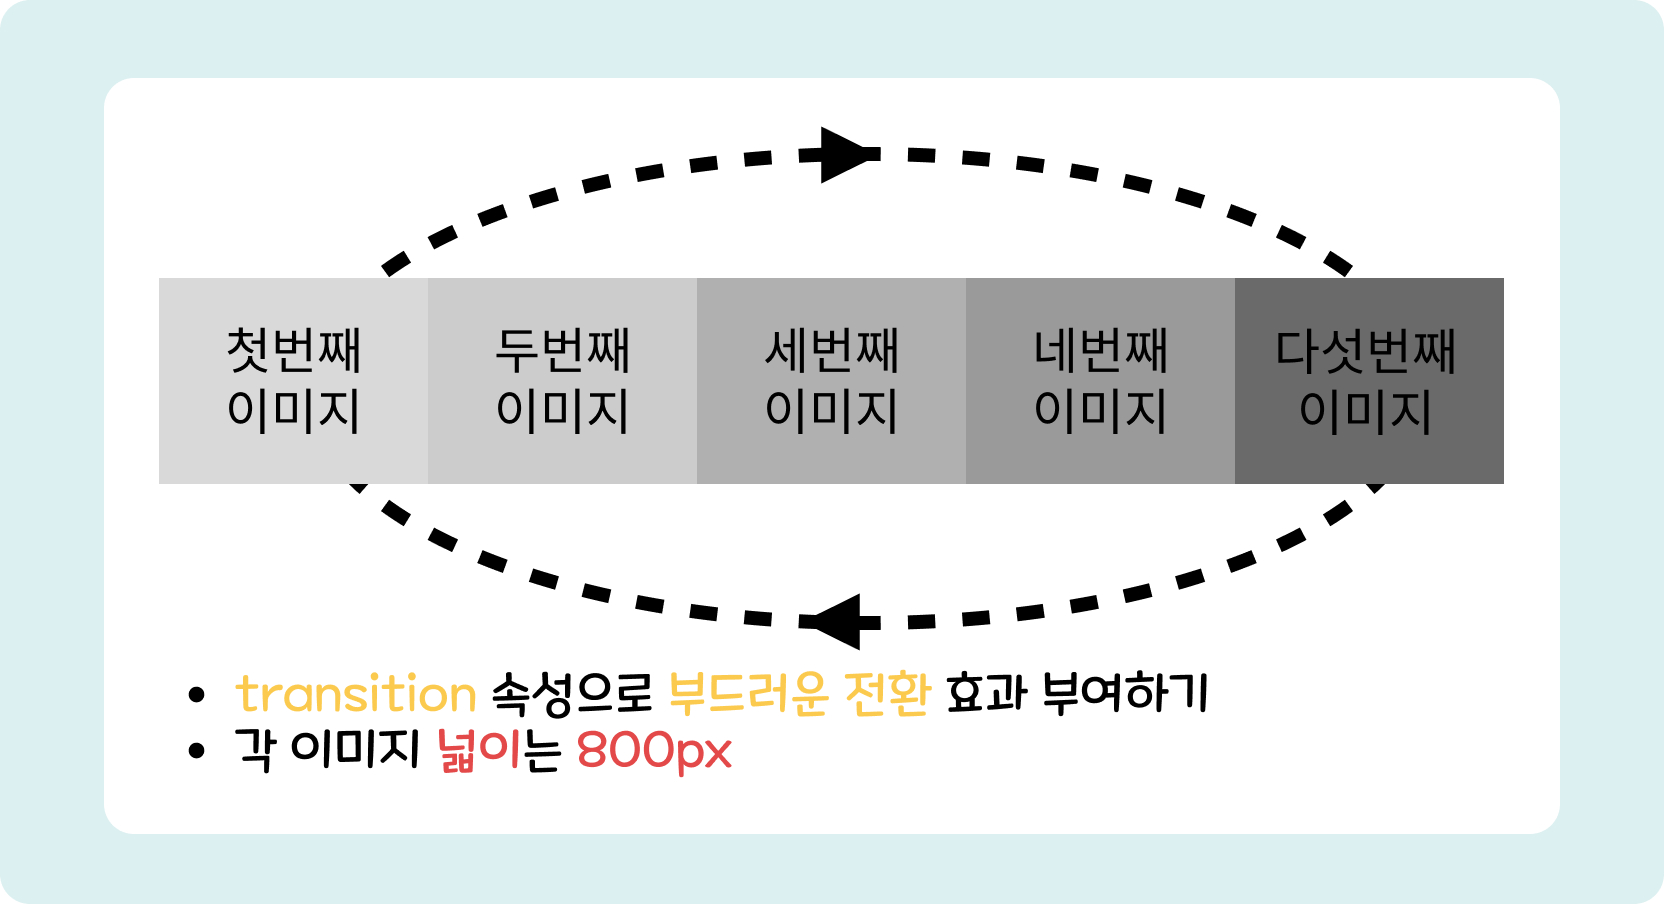 첫번째
이미지
두번째
이미지
세번째
이미지
네번째
이미지
다섯번째
이미지
• transition 속성으로 부드러운 전환 효과 부여하기
• 각 이미지 넓이는 800px